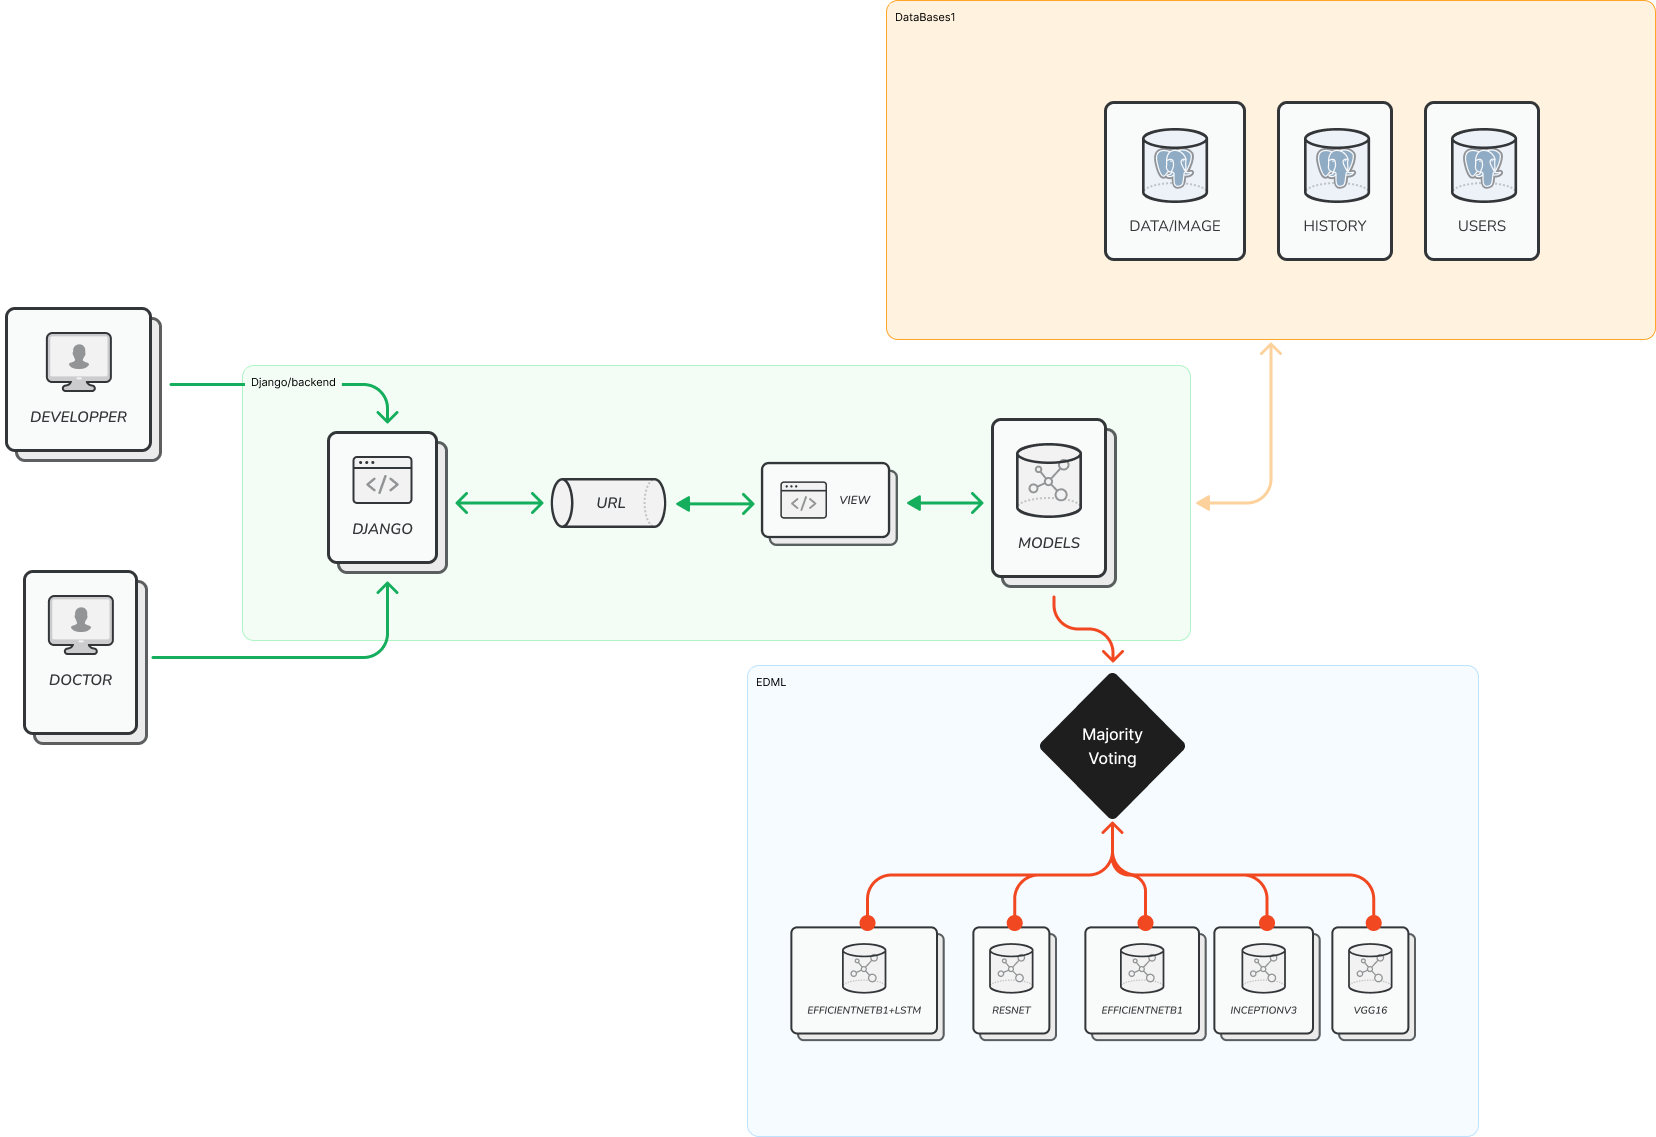 DataBases1
DATA/IMAGE
HISTORY
USERS
DEVELOPPER
Django/backend
DJANGO
URL
VIEW
MODELS
DOCTOR
EDML
Majority
Voting
EFFICIENTNETB1+LSTM
RESNET
EFFICIENTNETB1
INCEPTIONV3
VGG16